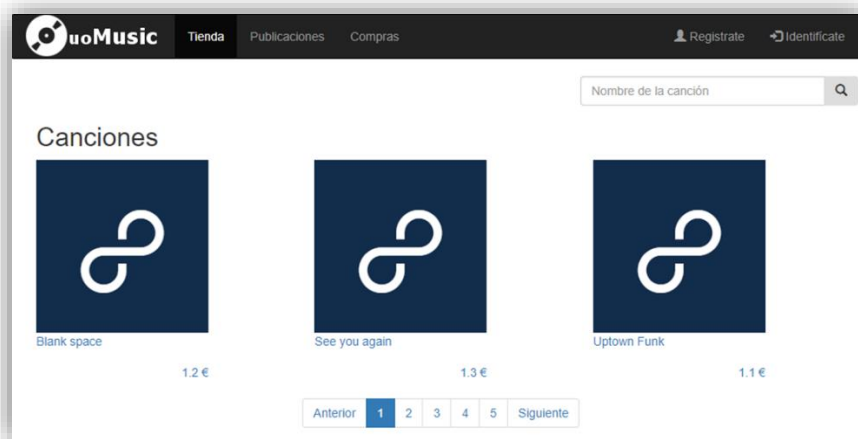 uoMusic Tienda Publicaciones Compras Registrate Identifícate
Nombre de la canción
Canciones
Blank space See you again Uptown Funk
1.2 € 1.3 € 1.1 €
Anterior 1 2 3 4 5 Siguiente